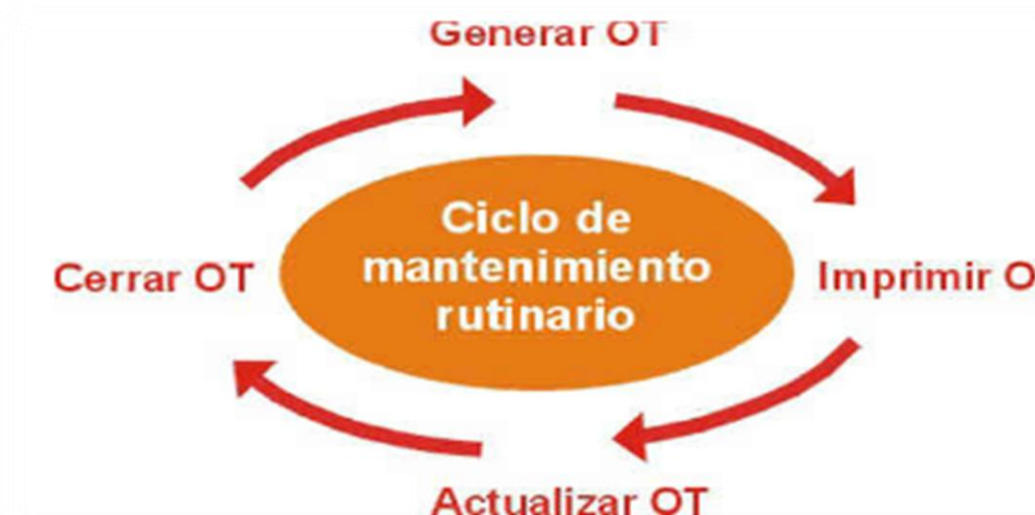 Generar OT
Ciclo de
mantenimiento
rutinario
Cerrar OT
Imprimir O
Actualizar OT